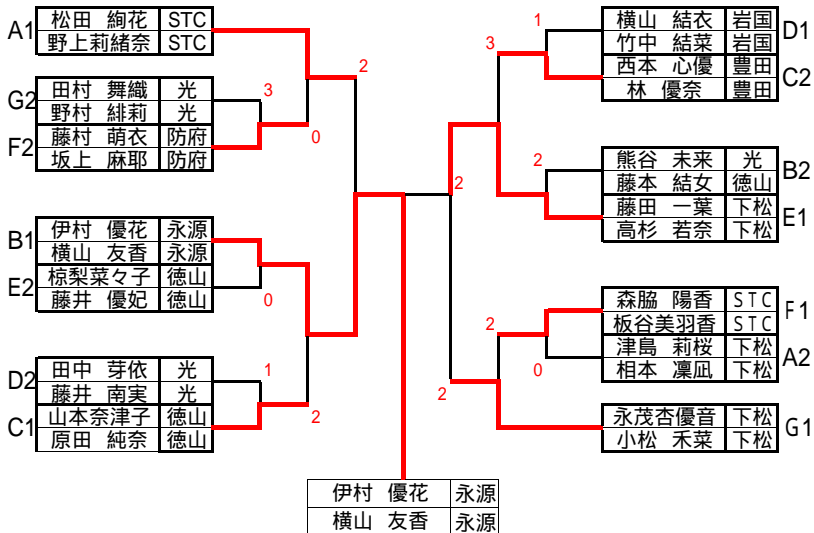 A1 松田 絢花 STC
野上莉緒奈 STC
G2 田村 舞織 光
野村 緋莉 光
F2 藤村 萌衣 防府
坂上 麻耶 防府
B1 伊村 優花 永源
横山 友香 永源
E2 椋梨菜々子 徳山
藤井 優妃 徳山
D2 田中 芽依 光
藤井 南実 光
C1 山本奈津子 徳山
原田 純奈 徳山
2
3
0
0
1
2
1
3
2
2
2
0
2
横山 結衣 岩国 D1
竹中 結菜 岩国
西本 心優 豊田 C2
林 優奈 豊田
熊谷 未来 光 B2
藤本 結女 徳山
藤田 一葉 下松 E1
高杉 若奈 下松
森脇 陽香 STC F1
板谷美羽香 STC
津島 莉桜 下松 A2
相本 凜凪 下松
永茂杏優音 下松 G1
小松 禾菜 下松
伊村 優花 永源
横山 友香 永源